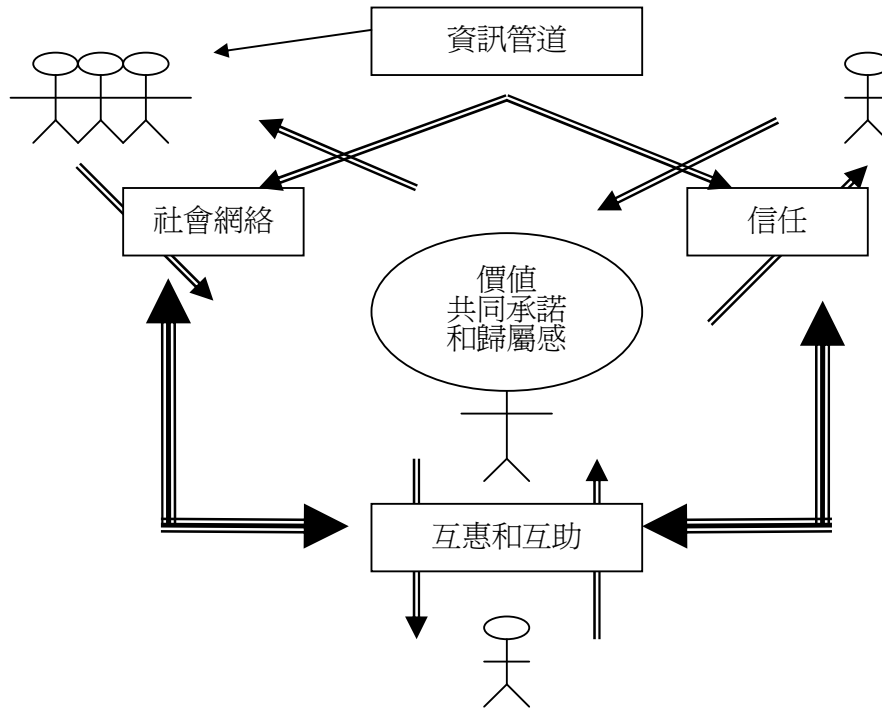 資訊管道
社會網絡
信任
價值
共同承諾
和歸屬感
互惠和互助